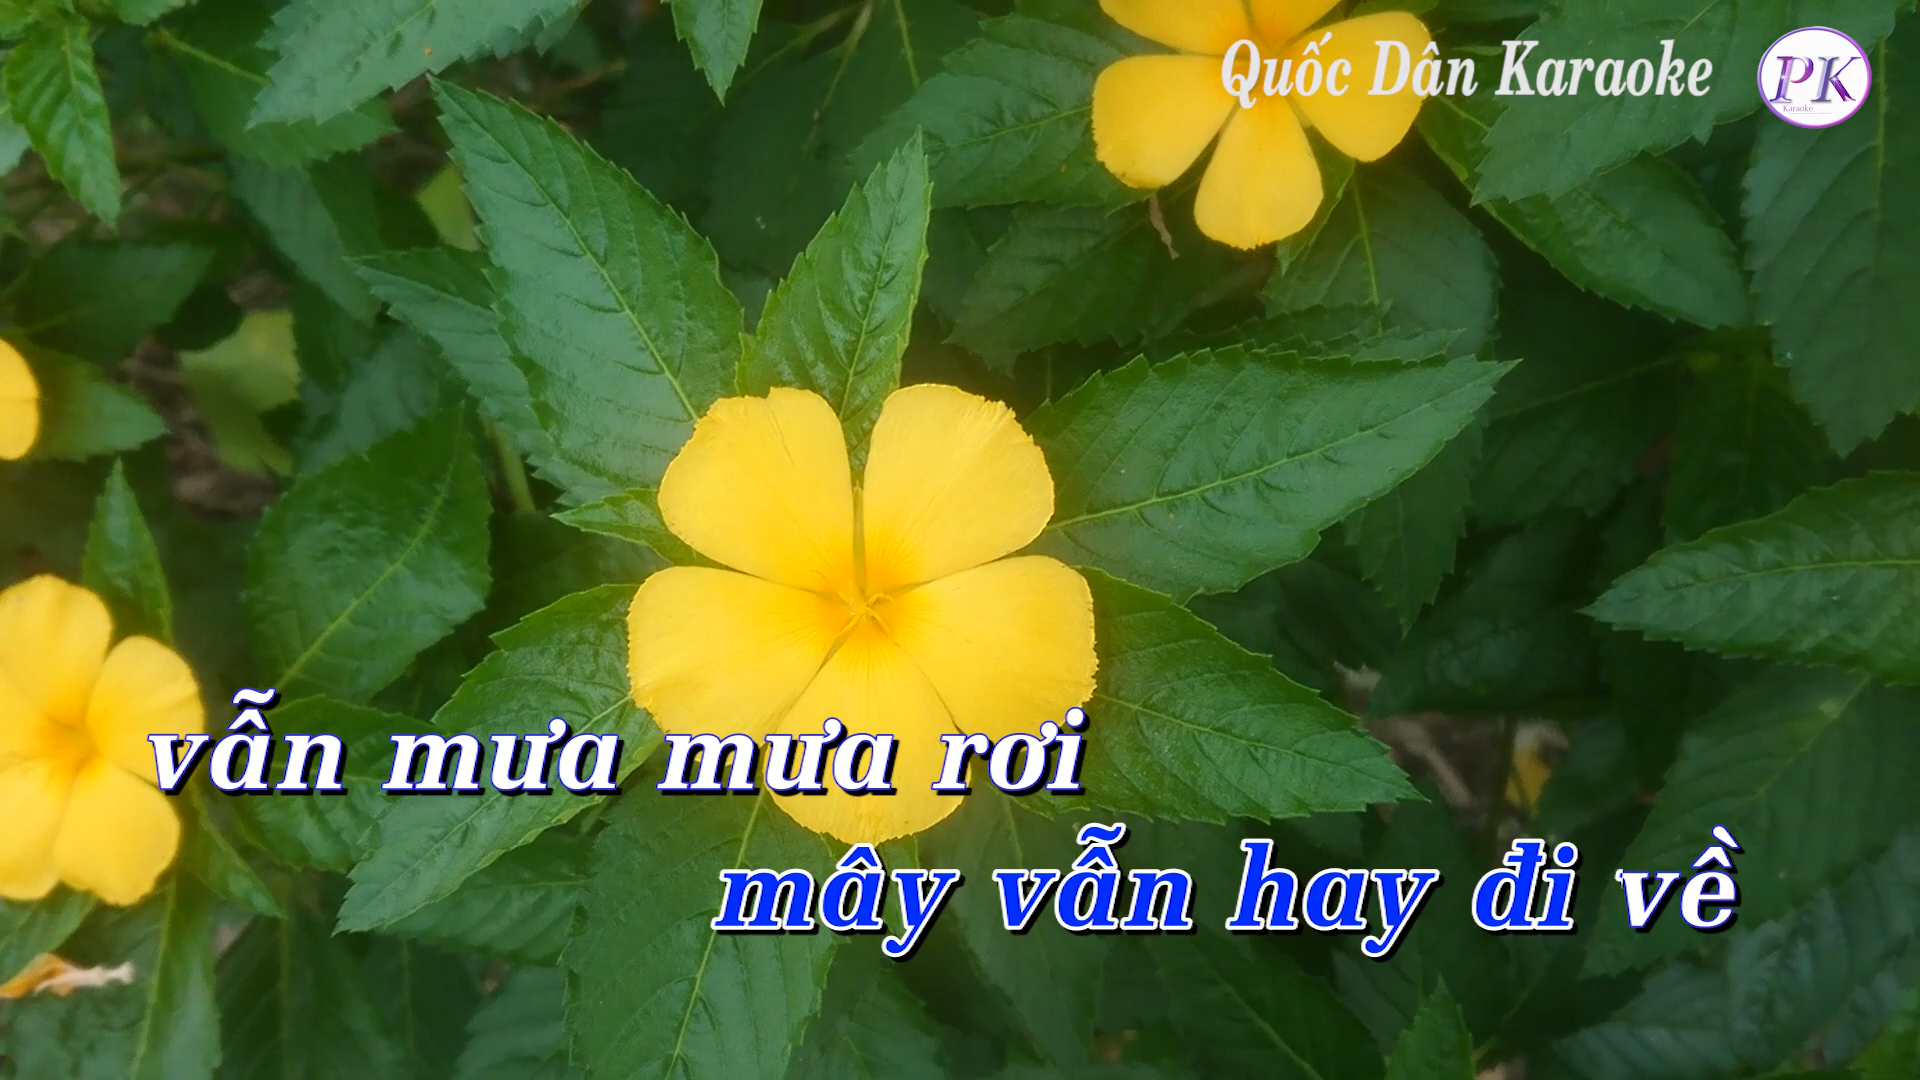 Quốc Dân Karaoke
PK
Karaoke
vẫn mưa mưa rơi
mây vẫn hay đi về